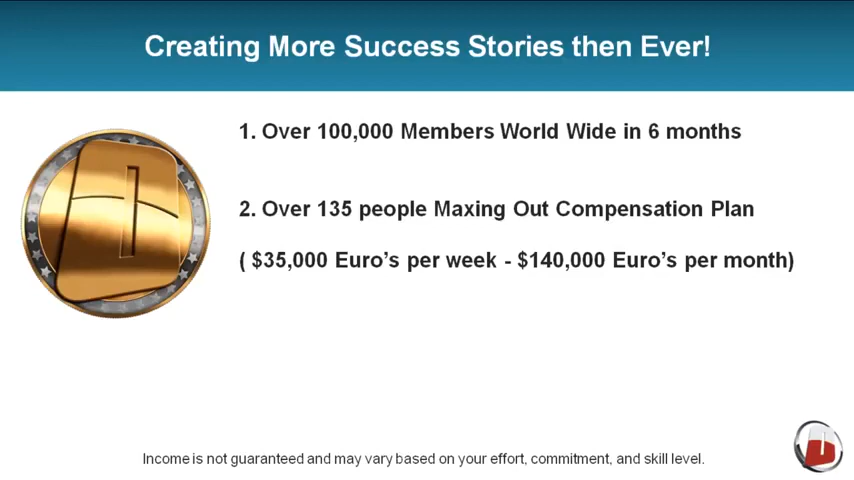 Creating More Success Stories then Ever!
1. Over 100,000 Members World Wide in 6 months
2. Over 135 people Maxing Out Compensation Plan
( $35,000 Euro’s per week - $140,000 Euro’s per month)
Income is not guaranteed and may vary based on your effort, commitment, and skill level.